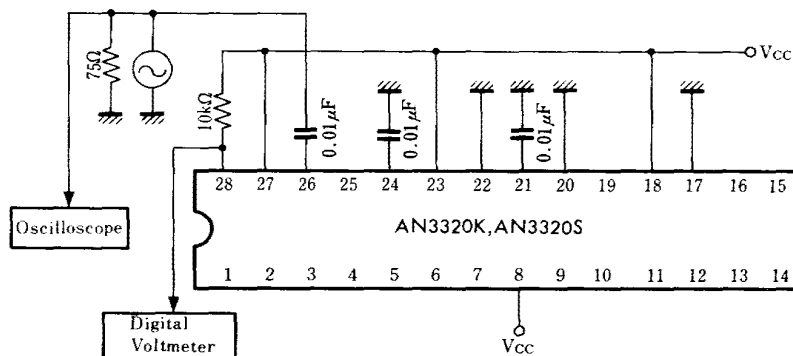 75Ω
10kΩ
0.01μF
0.01μF
0.01μF
Vcc
28 27 26 25 24 23 22 21 20 19 18 17 16 15
Oscilloscope
AN3320K,AN3320S
1 2 3 4 5 6 7 8 9 10 11 12 13 14
Digital
Voltmeter
Vcc